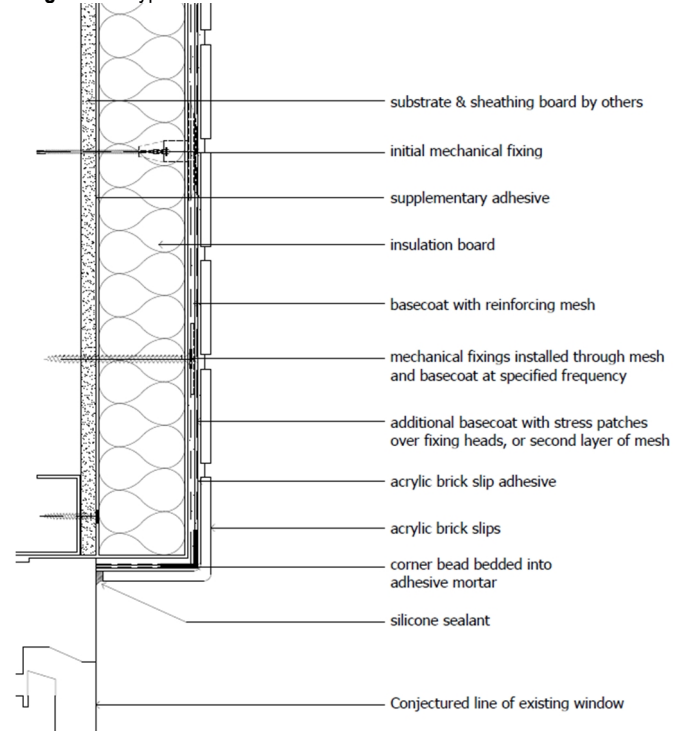 substrate & sheathing board by others
initial mechanical fixing
supplementary adhesive
insulation board
basecoat with reinforcing mesh
mechanical fixings installed through mesh
and basecoat at specified frequency
additional basecoat with stress patches
over fixing heads, or second layer of mesh
acrylic brick slip adhesive
acrylic brick slips
corner bead bedded into
adhesive mortar
silicone sealant
Conjectured line of existing window